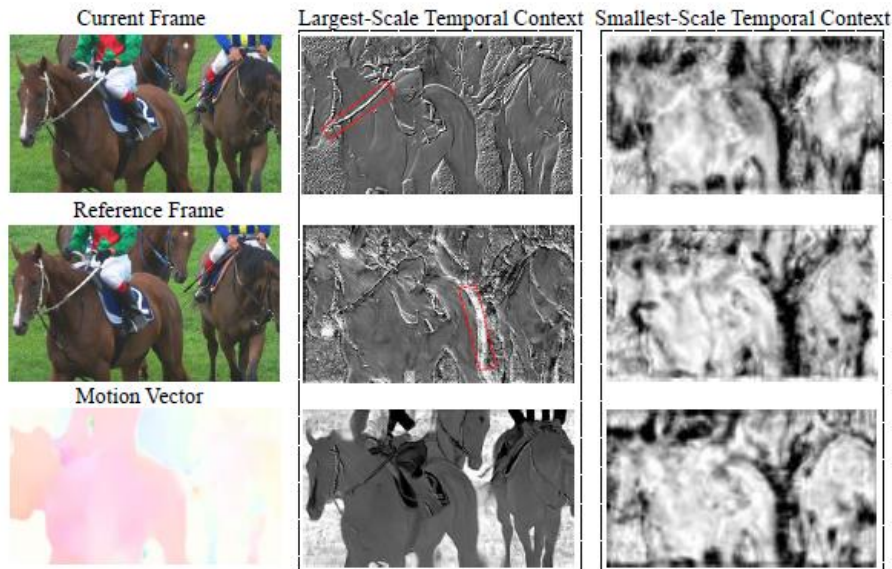 Current Frame
Largest-Scale Temporal Context
Smallest-Scale Temporal Context
Reference Frame
Motion Vector